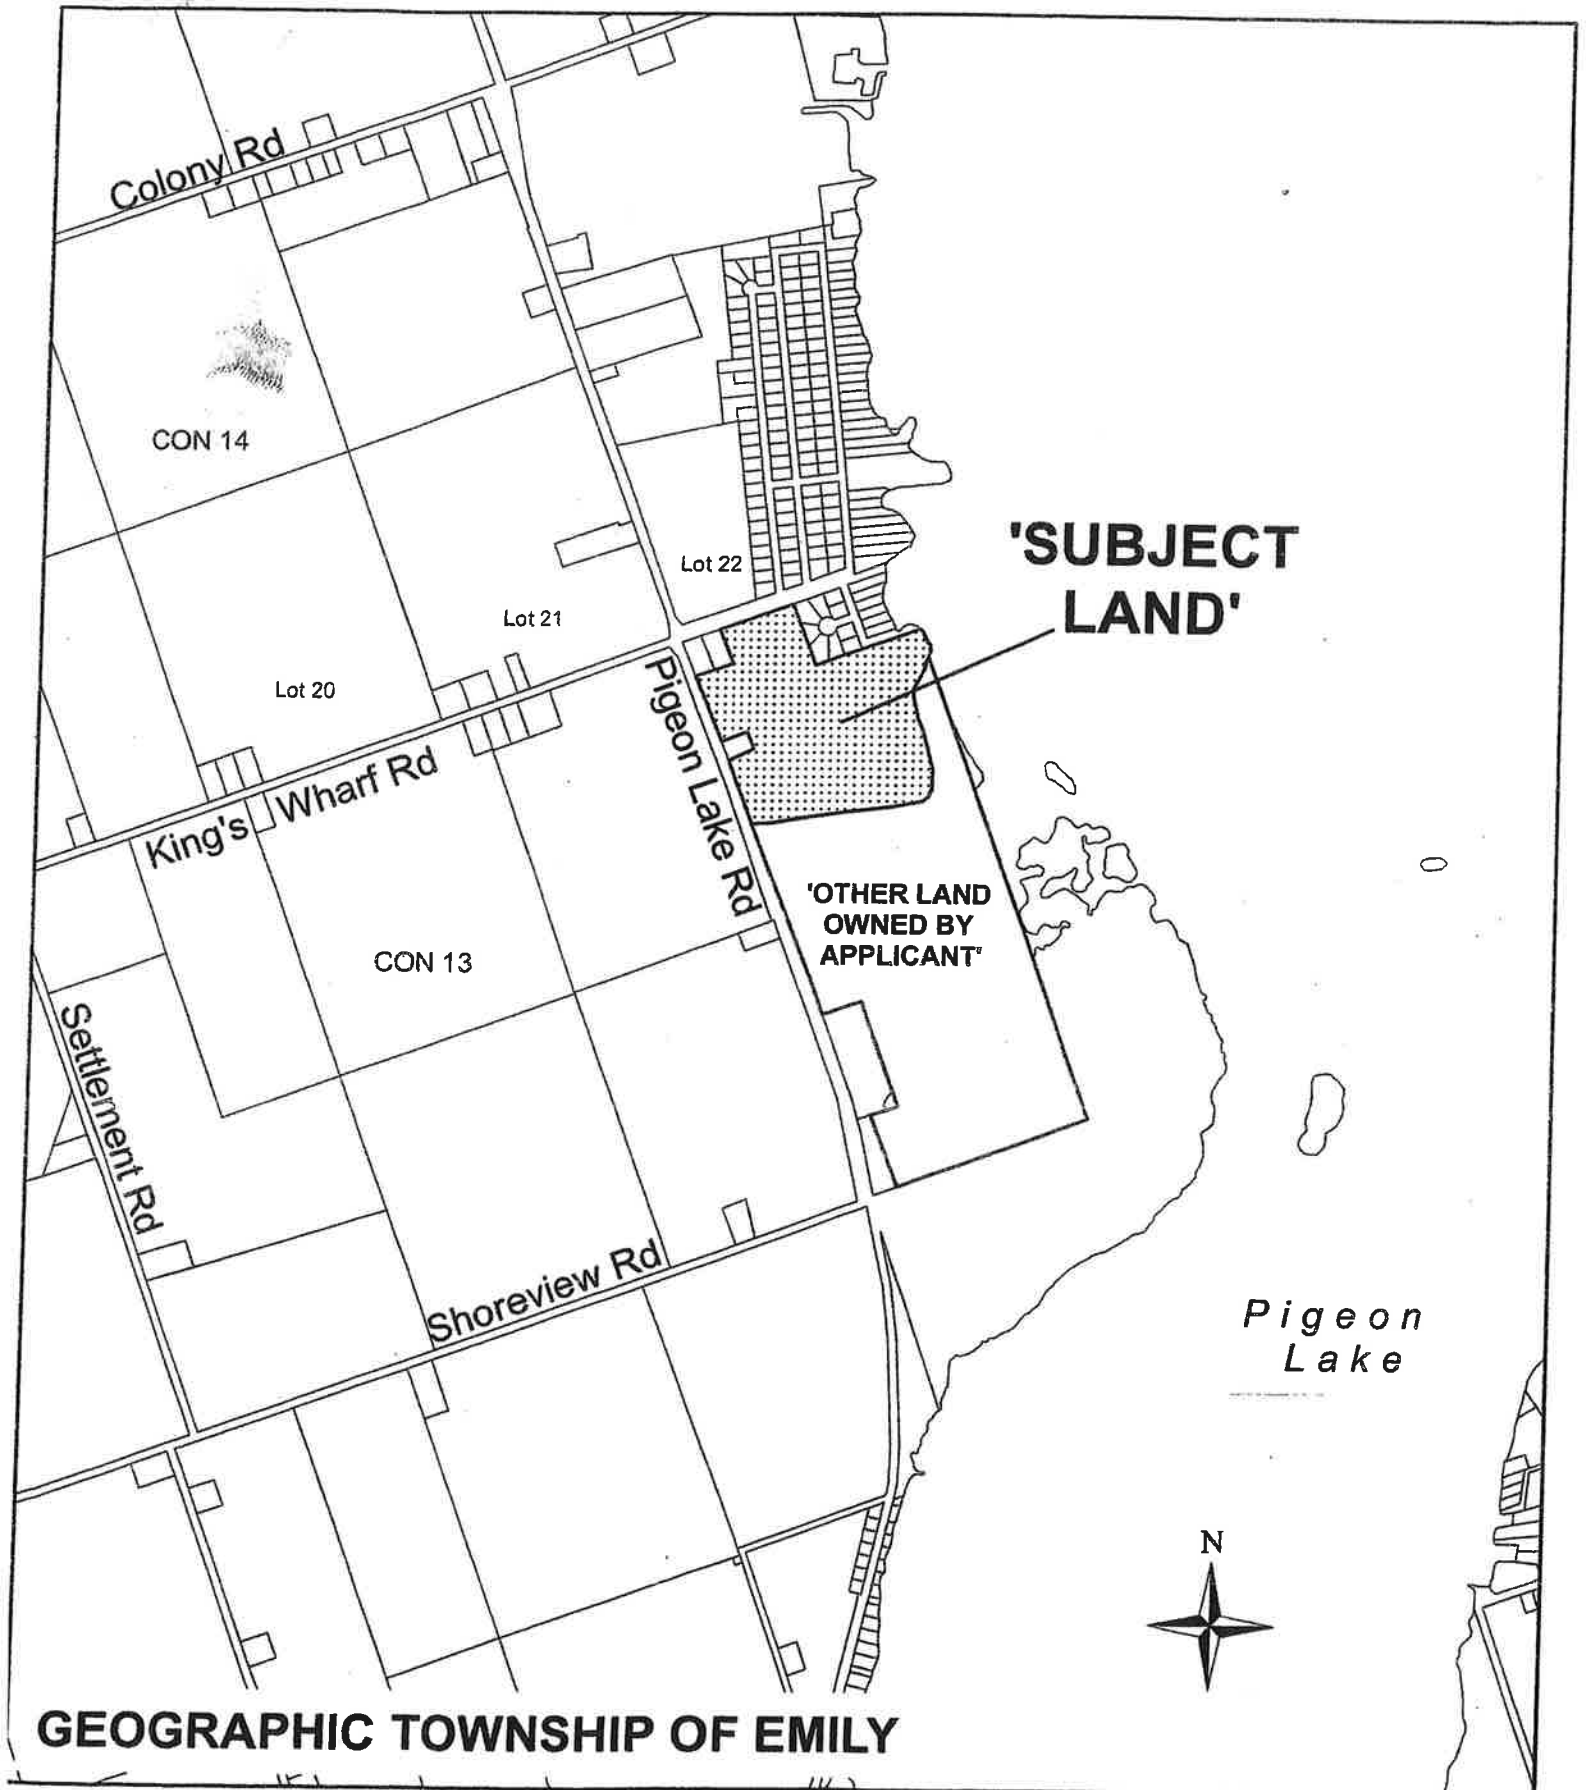 Colony Rd
CON 14
'SUBJECT
LAND'
Lot 22
Lot 21
Lot 20
King's Wharf Rd
Pigeon Lake Rd
'OTHER LAND
OWNED BY
APPLICANT'
CON 13
Settlement Rd
Shoreview Rd
Pigeon
Lake
N
GEOGRAPHIC TOWNSHIP OF EMILY